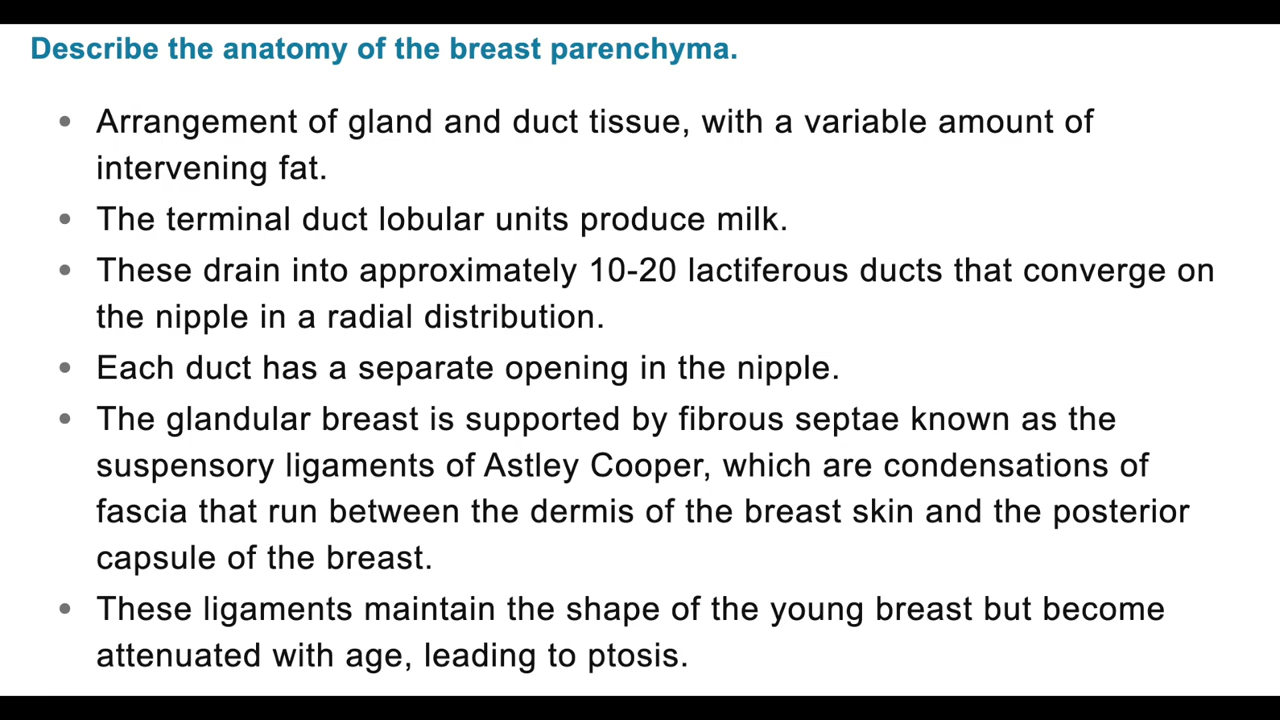 Describe the anatomy of the breast parenchyma.
• Arrangement of gland and duct tissue, with a variable amount of
intervening fat.
• The terminal duct lobular units produce milk.
• These drain into approximately 10-20 lactiferous ducts that converge on
the nipple in a radial distribution.
• Each duct has a separate opening in the nipple.
• The glandular breast is supported by fibrous septae known as the
suspensory ligaments of Astley Cooper, which are condensations of
fascia that run between the dermis of the breast skin and the posterior
capsule of the breast.
• These ligaments maintain the shape of the young breast but become
attenuated with age, leading to ptosis.